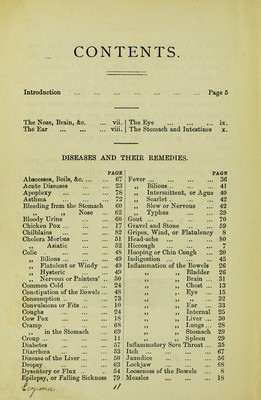 CONTENTS.
Introduction ... ... ... ... ... ... Page 5
The Nose, Brain, &c. ... vii.
The Ear ... ... ... viii.
The Eye ... ... ... ix.
The Stomach and Intestines x.
DISEASES AND THEIR REMEDIES.
PAGE
Abscesses, Boils, &c. ... ... 67
Acute Diseases ... ... 23
Apoplexy ... ... ... 78
Asthma ... ... ... 72
Bleeding from the Stomach 60
„ „ Nose ... 62
Bloody Urine ... ... 60
Chicken Pox ... ... ... 17
Chilblains ... ... ... 82
Cholera Morbus ... ... 51
„ Asiatic ... ... 52
Colic ... ... ... ... 48
„ Bilious ... ... ... 49
„ Flatulent or Windy ... 49
„ Hysteric ... ... 49
„ Nervous or Painters' 50
Common Cold ... ... 24
Constipation of the Bowels ... 48
Consumption ... ... ... 73
Convulsions or Fits ... ... 10
Coughs ... ... ... 24
Cow Pox ... ... ... 18
Cramp ... ... ... ... 68
„ in the Stomach ... 69
Croup ... ... ... ... 11
Diabetes ... ... ... 57
Diarrhœa ... ... ... 53
Disease of the Liver ... ... 50
Dropsy ... ... ... 63
Dysentery or Flux ... ... 54
Epilepsy, or Falling Sickness 79
PAGE
Fever ... ... ... ... 36
„ Bilious ... ... ... 41
„ Intermittent, or Ague 40
„ Scarlet ... ... ... 42
„ Slow or Nervous ... 42
„ Typhus ... ... 39
Gout ... ... ... ... 70
Gravel and Stone ... ... 59
Gripes, Wind, or Flatulency 8
Head-ache ... ... ... 80
Hiccough ... ... ... 7
Hooping or Chin Cough ... 20
Indigestion ... ... ... 45
Inflammation of the Bowels 26
„ „ Bladder 26
„ „ Brain ... 31
„ „ Chest ... 13
„ „ Eye ... 15
„ „ „ ... 32
„ „ Ear ... 33
„ „ Internal 25
„ „ Liver ... 30
„ „ Lungs ... 28
„ „ Stomach 29
„ „ Spleen 29
Inflammatory Sore Throat ... 35
Itch ... ... ... ... 67
Jaundice ... ... ... 56
Lockjaw ... ... ... 68
Looseness of the Bowels ... 8
Measles ... ... ... 18